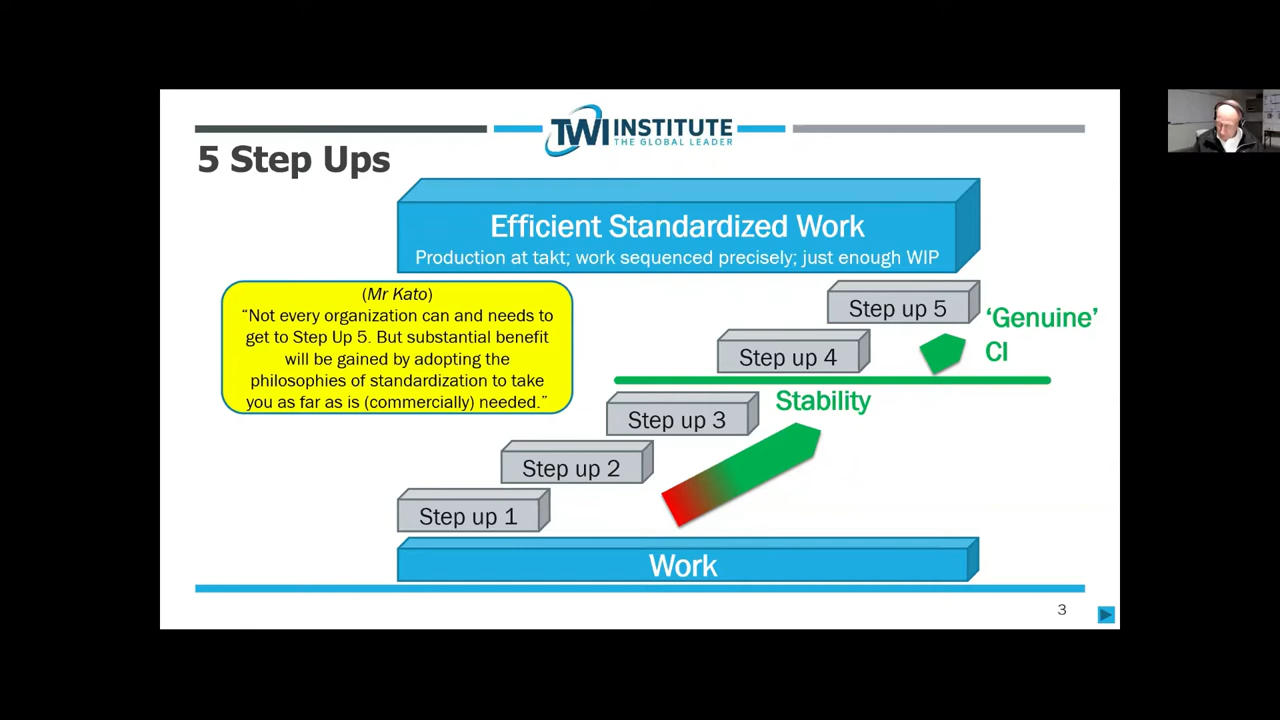 TWI INSTITUTE
THE GLOBAL LEADER
5 Step Ups
Efficient Standardized Work
Production at takt; work sequenced precisely; just enough WIP
(Mr Kato)
“Not every organization can and needs to
get to Step Up 5. But substantial benefit
will be gained by adopting the
philosophies of standardization to take
you as far as is (commercially) needed.”
Step up 5
‘Genuine’
CI
Step up 4
Stability
Step up 3
Step up 2
Step up 1
Work
3